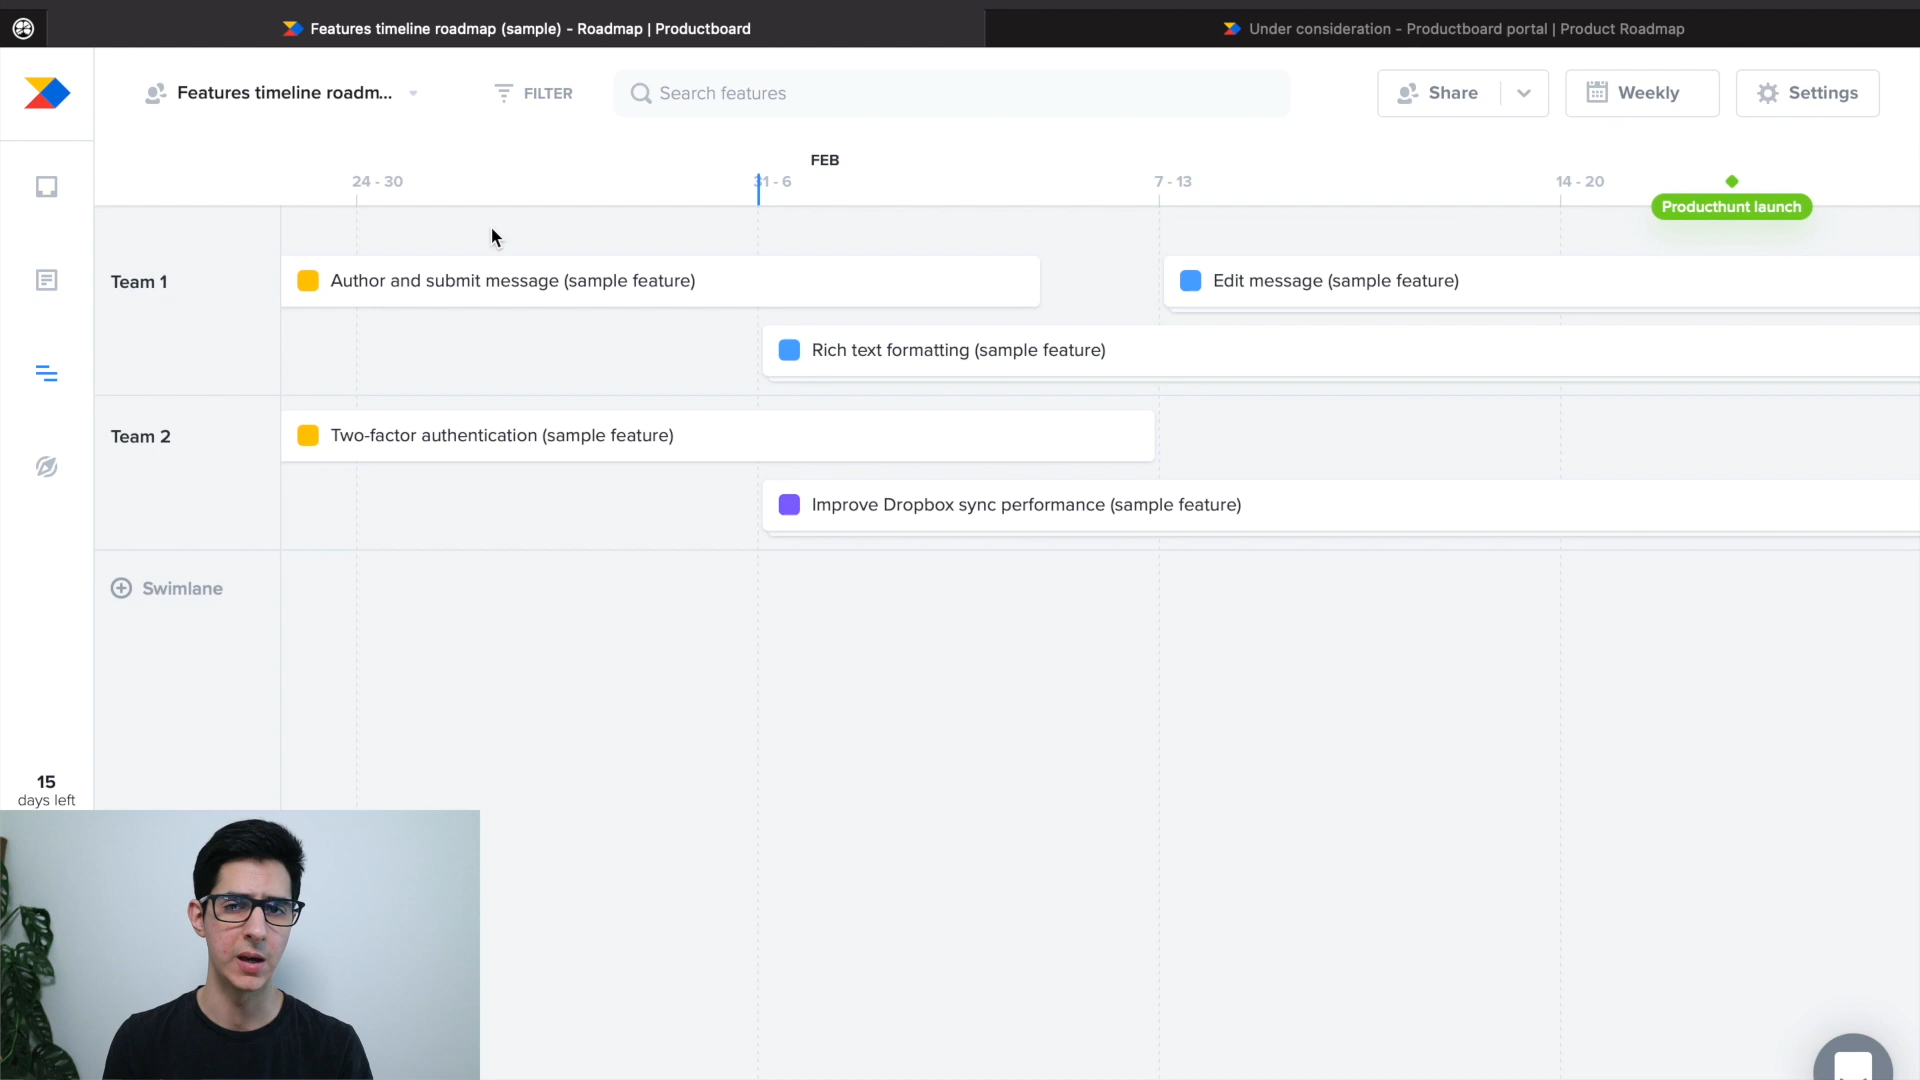 Features timeline roadmap (sample) - Roadmap | Productboard
Under consideration - Productboard portal | Product Roadmap
Features timeline roadm...
FILTER
Search features
Share
Weekly
Settings
FEB
24 - 30
31 - 6
7 - 13
14 - 20
Producthunt launch
Team 1
Author and submit message (sample feature)
Edit message (sample feature)
Rich text formatting (sample feature)
Team 2
Two-factor authentication (sample feature)
Improve Dropbox sync performance (sample feature)
Swimlane
15
days left